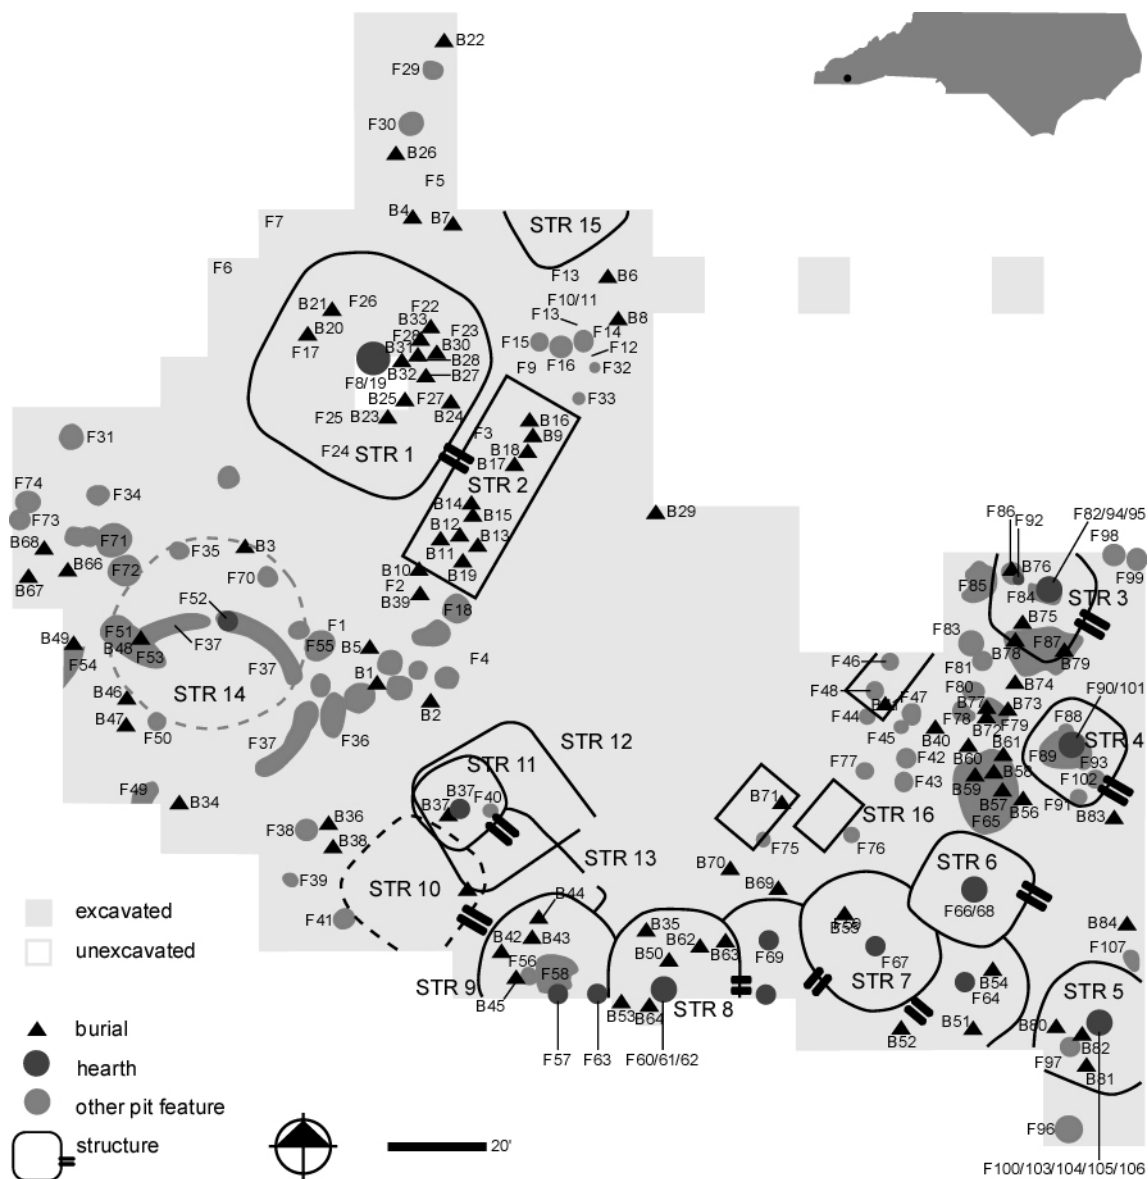 B22
F29
F30
B26
F5
B4
B7
F7
STR 15
F6
F13
B6
F10/11
B21
F26
F22
F13
B8
B33
B20
F28
F23
F14
F15
B31
B30
F17
F12
B28
F16
F9
F32
F8/19
B32
B27
B25
F27
F33
F25
B23
B24
B16
F3
B9
F31
F24
STR 1
B18
B17
STR 2
F74
F34
B14
F73
B15
B29
F86
F92
F82/94/95
B12
F71
B68
F35
B3
B11
B13
F98
B66
F72
F70
B10
B19
B76
F99
B67
F2
F85
F84
B39
STR 3
F52
F18
B75
F51
F1
F83
F87
B49
B48
F37
F55
B5
B78
F54
F53
F37
F4
F46
F81
B79
B1
STR 14
B74
B46
F48
F80
F90/101
B2
B41
F47
B77
B73
B47
F44
F78
F79
F88
F50
F36
F45
B40
B72
STR 4
STR 12
B61
F37
B60
F89
F42
F93
STR 11
F77
B58
F102
F49
B37
F43
B59
B57
F91
B34
B37
F40
B71
B56
F65
B83
B36
STR 16
F38
B38
F75
F76
STR 13
B70
STR 6
F39
STR 10
B69
B44
F66/68
F41
B35
F59
B55
B84
B42
B43
B62
B63
F107
F56
B50
F69
F67
F58
B54
STR 9
STR 7
F64
STR 5
B45
B53
B64
STR 8
B52
B51
B80
B82
F57
F63
F60/61/62
F97
B81
F96
F100/103/104/105/106
excavated
unexcavated
burial
hearth
other pit feature
structure
20'